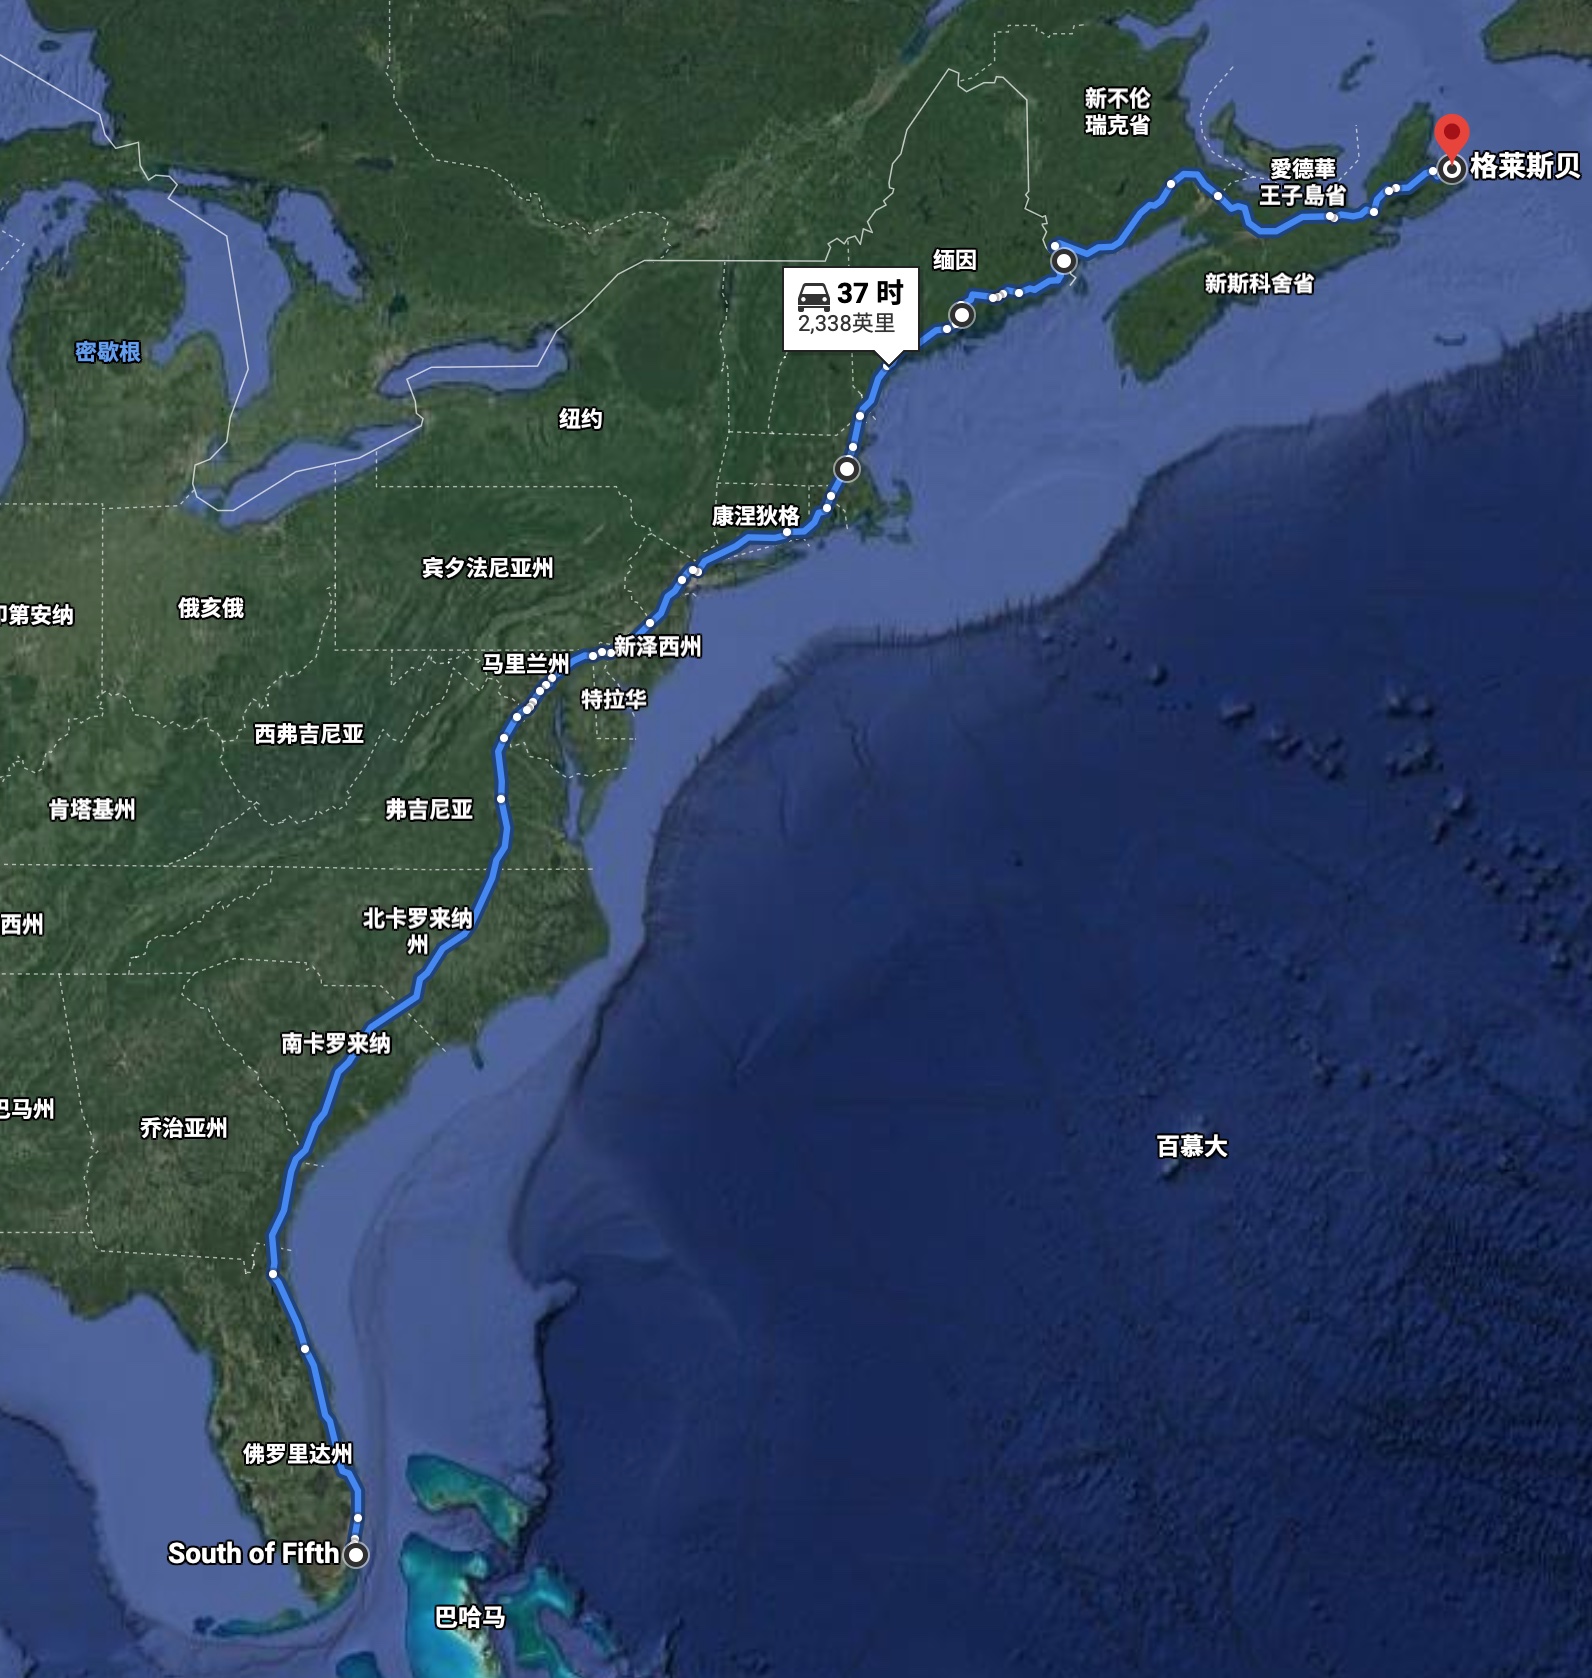 新不伦
瑞克省
愛德華
王子島省
格莱斯贝
缅因
新斯科舍省
37 时
2,338英里
密歇根
纽约
康涅狄格
宾夕法尼亚州
俄亥俄
印第安纳
新泽西州
马里兰州
特拉华
西弗吉尼亚
肯塔基州
弗吉尼亚
北卡罗来纳
州
西州
南卡罗来纳
巴马州
乔治亚州
百慕大
佛罗里达州
South of Fifth
巴哈马